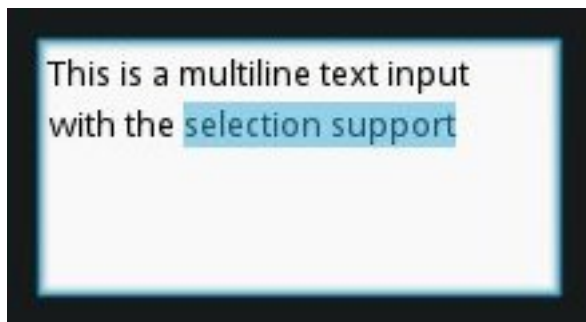 This is a multiline text input
with the selection support